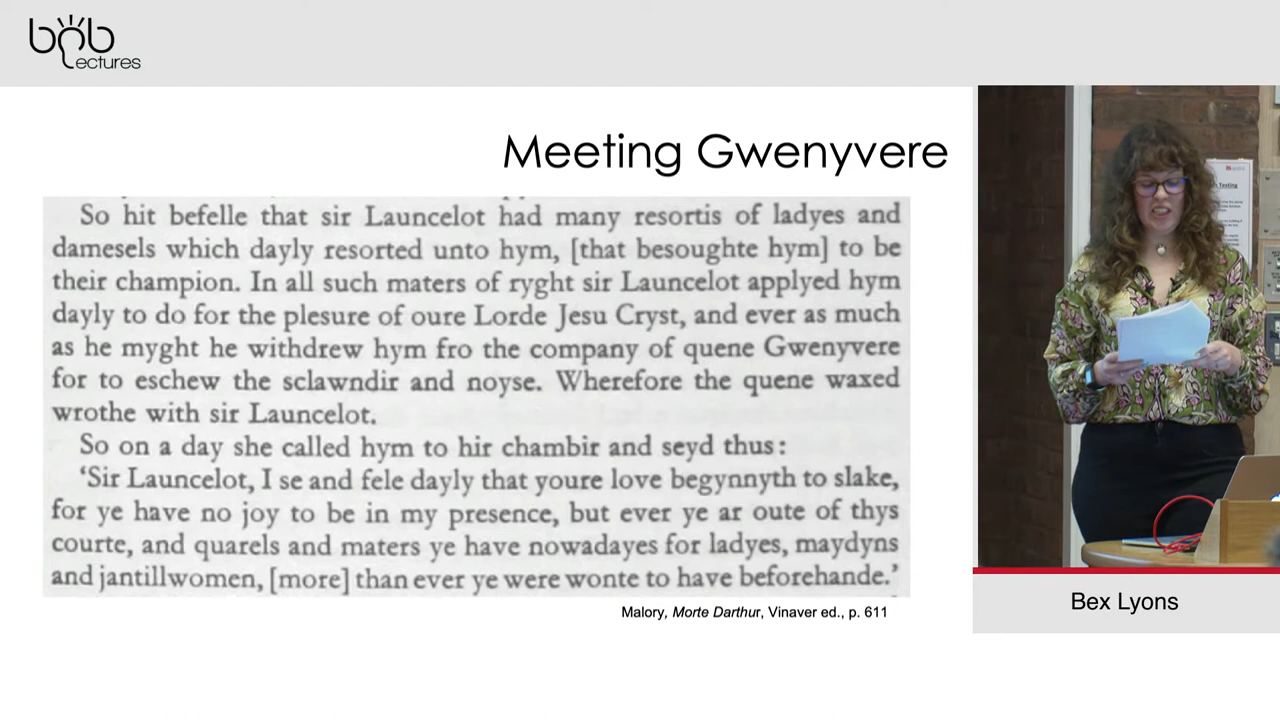 bob
Lectures
Meeting Gwenyvere
So hit befelle that sir Launcelot had many resortis of ladyes and
damesels which dayly resorted unto hym, [that besoughte hym] to be
their champion. In all such maters of ryght sir Launcelot applyed hym
dayly to do for the plesure of oure Lorde Jesu Cryst, and ever as much
as he myght he withdrew hym fro the company of quene Gwenyvere
for to eschew the sclawndir and noyse. Wherefore the quene waxed
wrothe with sir Launcelot.
So on a day she called hym to hir chambir and seyd thus:
‘Sir Launcelot, I se and fele dayly that youre love begynnyth to slake,
for ye have no joy to be in my presence, but ever ye ar oute of thys
courte, and quarels and maters ye have nowadayes for ladyes, maydyns
and jantillwomen, [more] than ever ye were wonte to have beforehande.’
Malory, Morte Darthur, Vinaver ed., p. 611
Testing
Bex Lyons